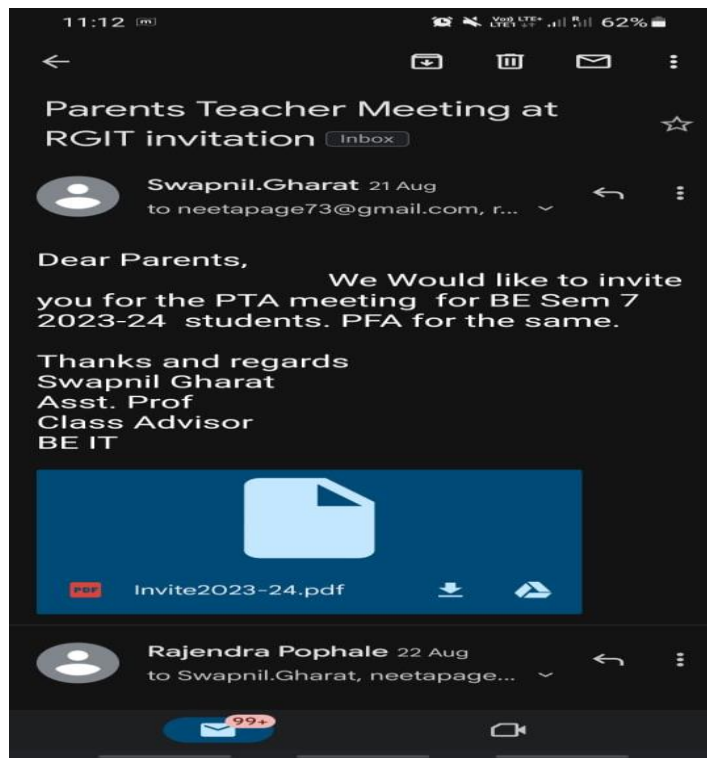 11:12 m Vo) LTE+ R 62%
LTE1
Parents Teacher Meeting at
RGIT invitation Inbox
Swapnil.Gharat 21 Aug
to neetapage73@gmail.com, r...
Dear Parents,
We Would like to invite
you for the PTA meeting for BE Sem 7
2023-24 students. PFA for the same.
Thanks and regards
Swapnil Gharat
Asst. Prof
Class Advisor
BE IT
PDF Invite2023-24.pdf
Rajendra Pophale 22 Aug
to Swapnil.Gharat, neetapage...
99+